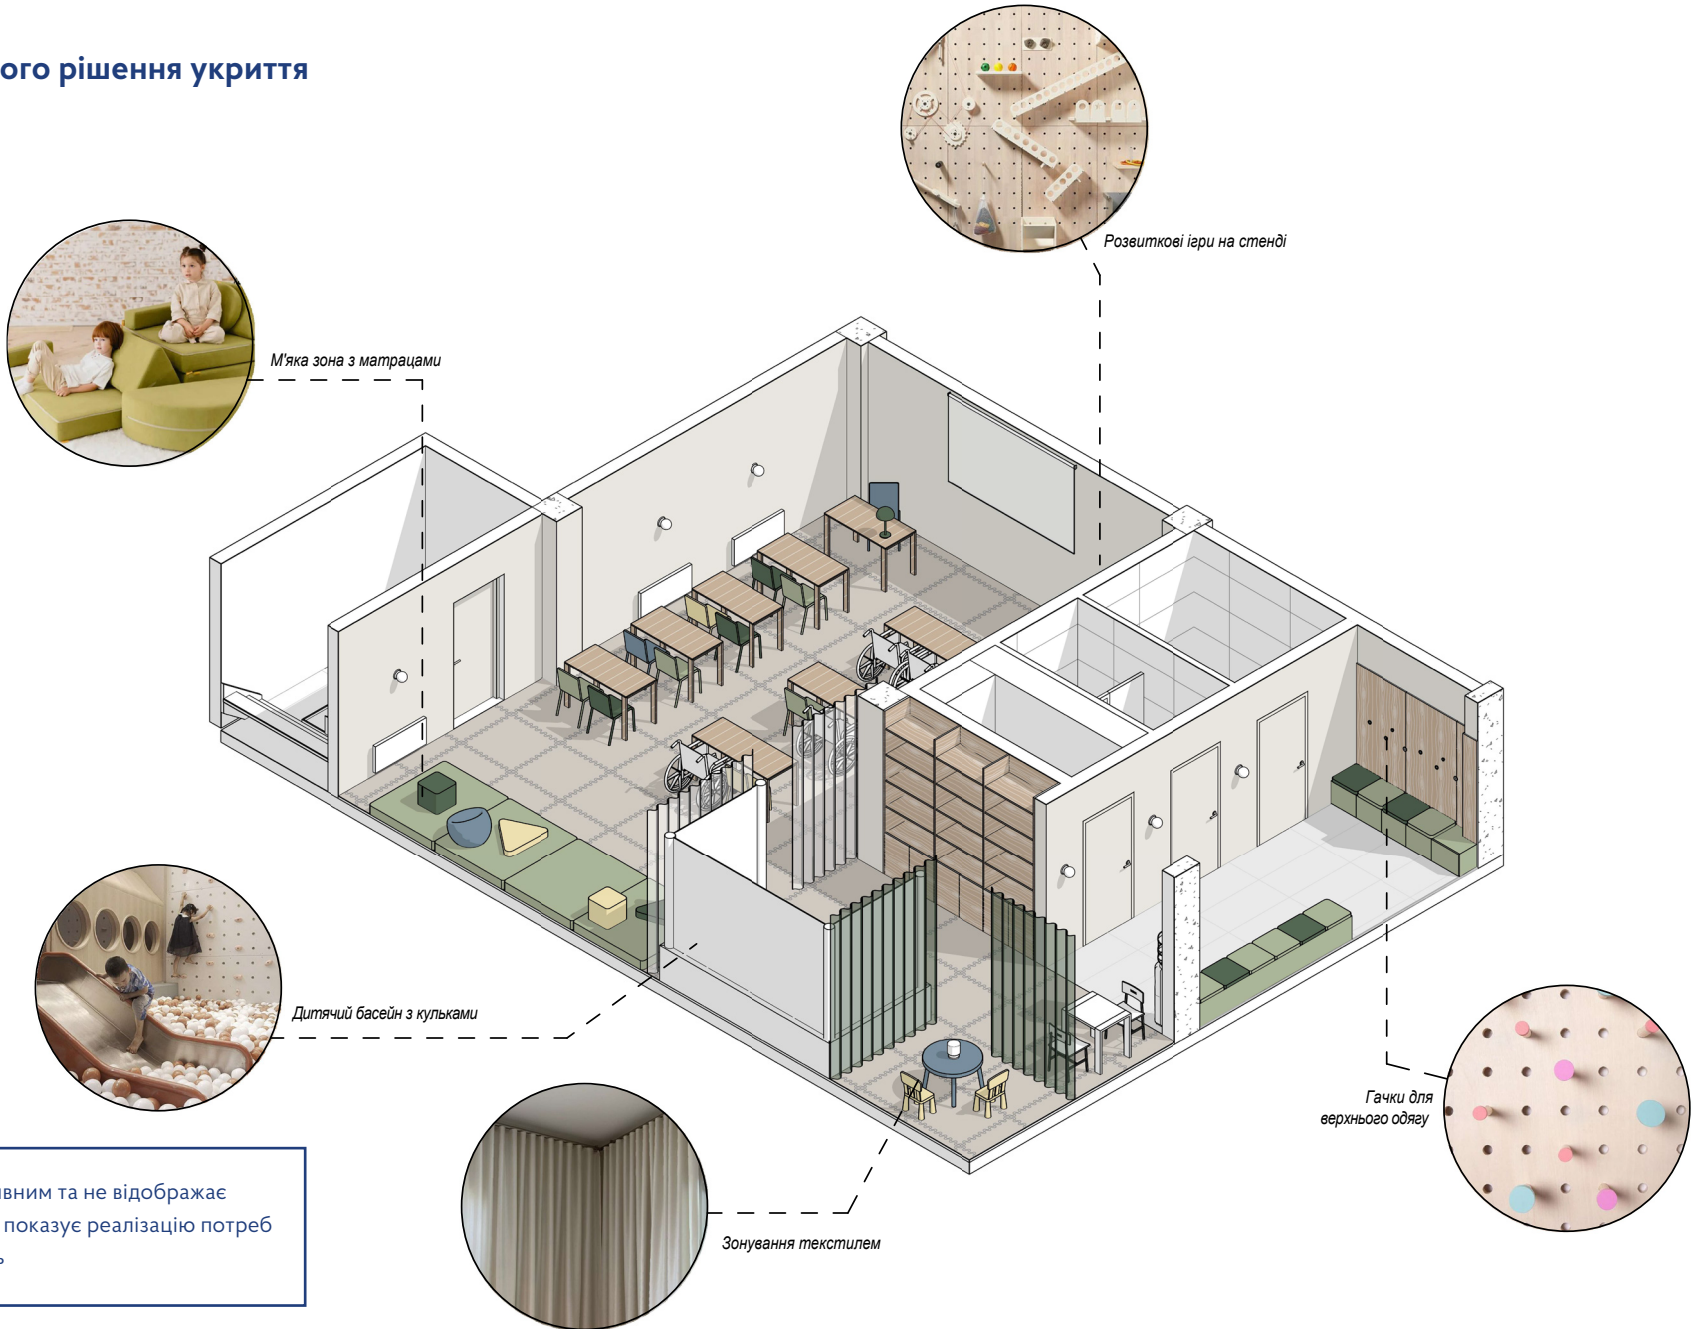 ого рішення укриття
Розвиткові ігри на стенді
М'яка зона з матрацами
Дитячий басейн з кульками
Гачки для
верхнього одягу
Зонування текстилем
та не відображає
показує реалізацію потреб